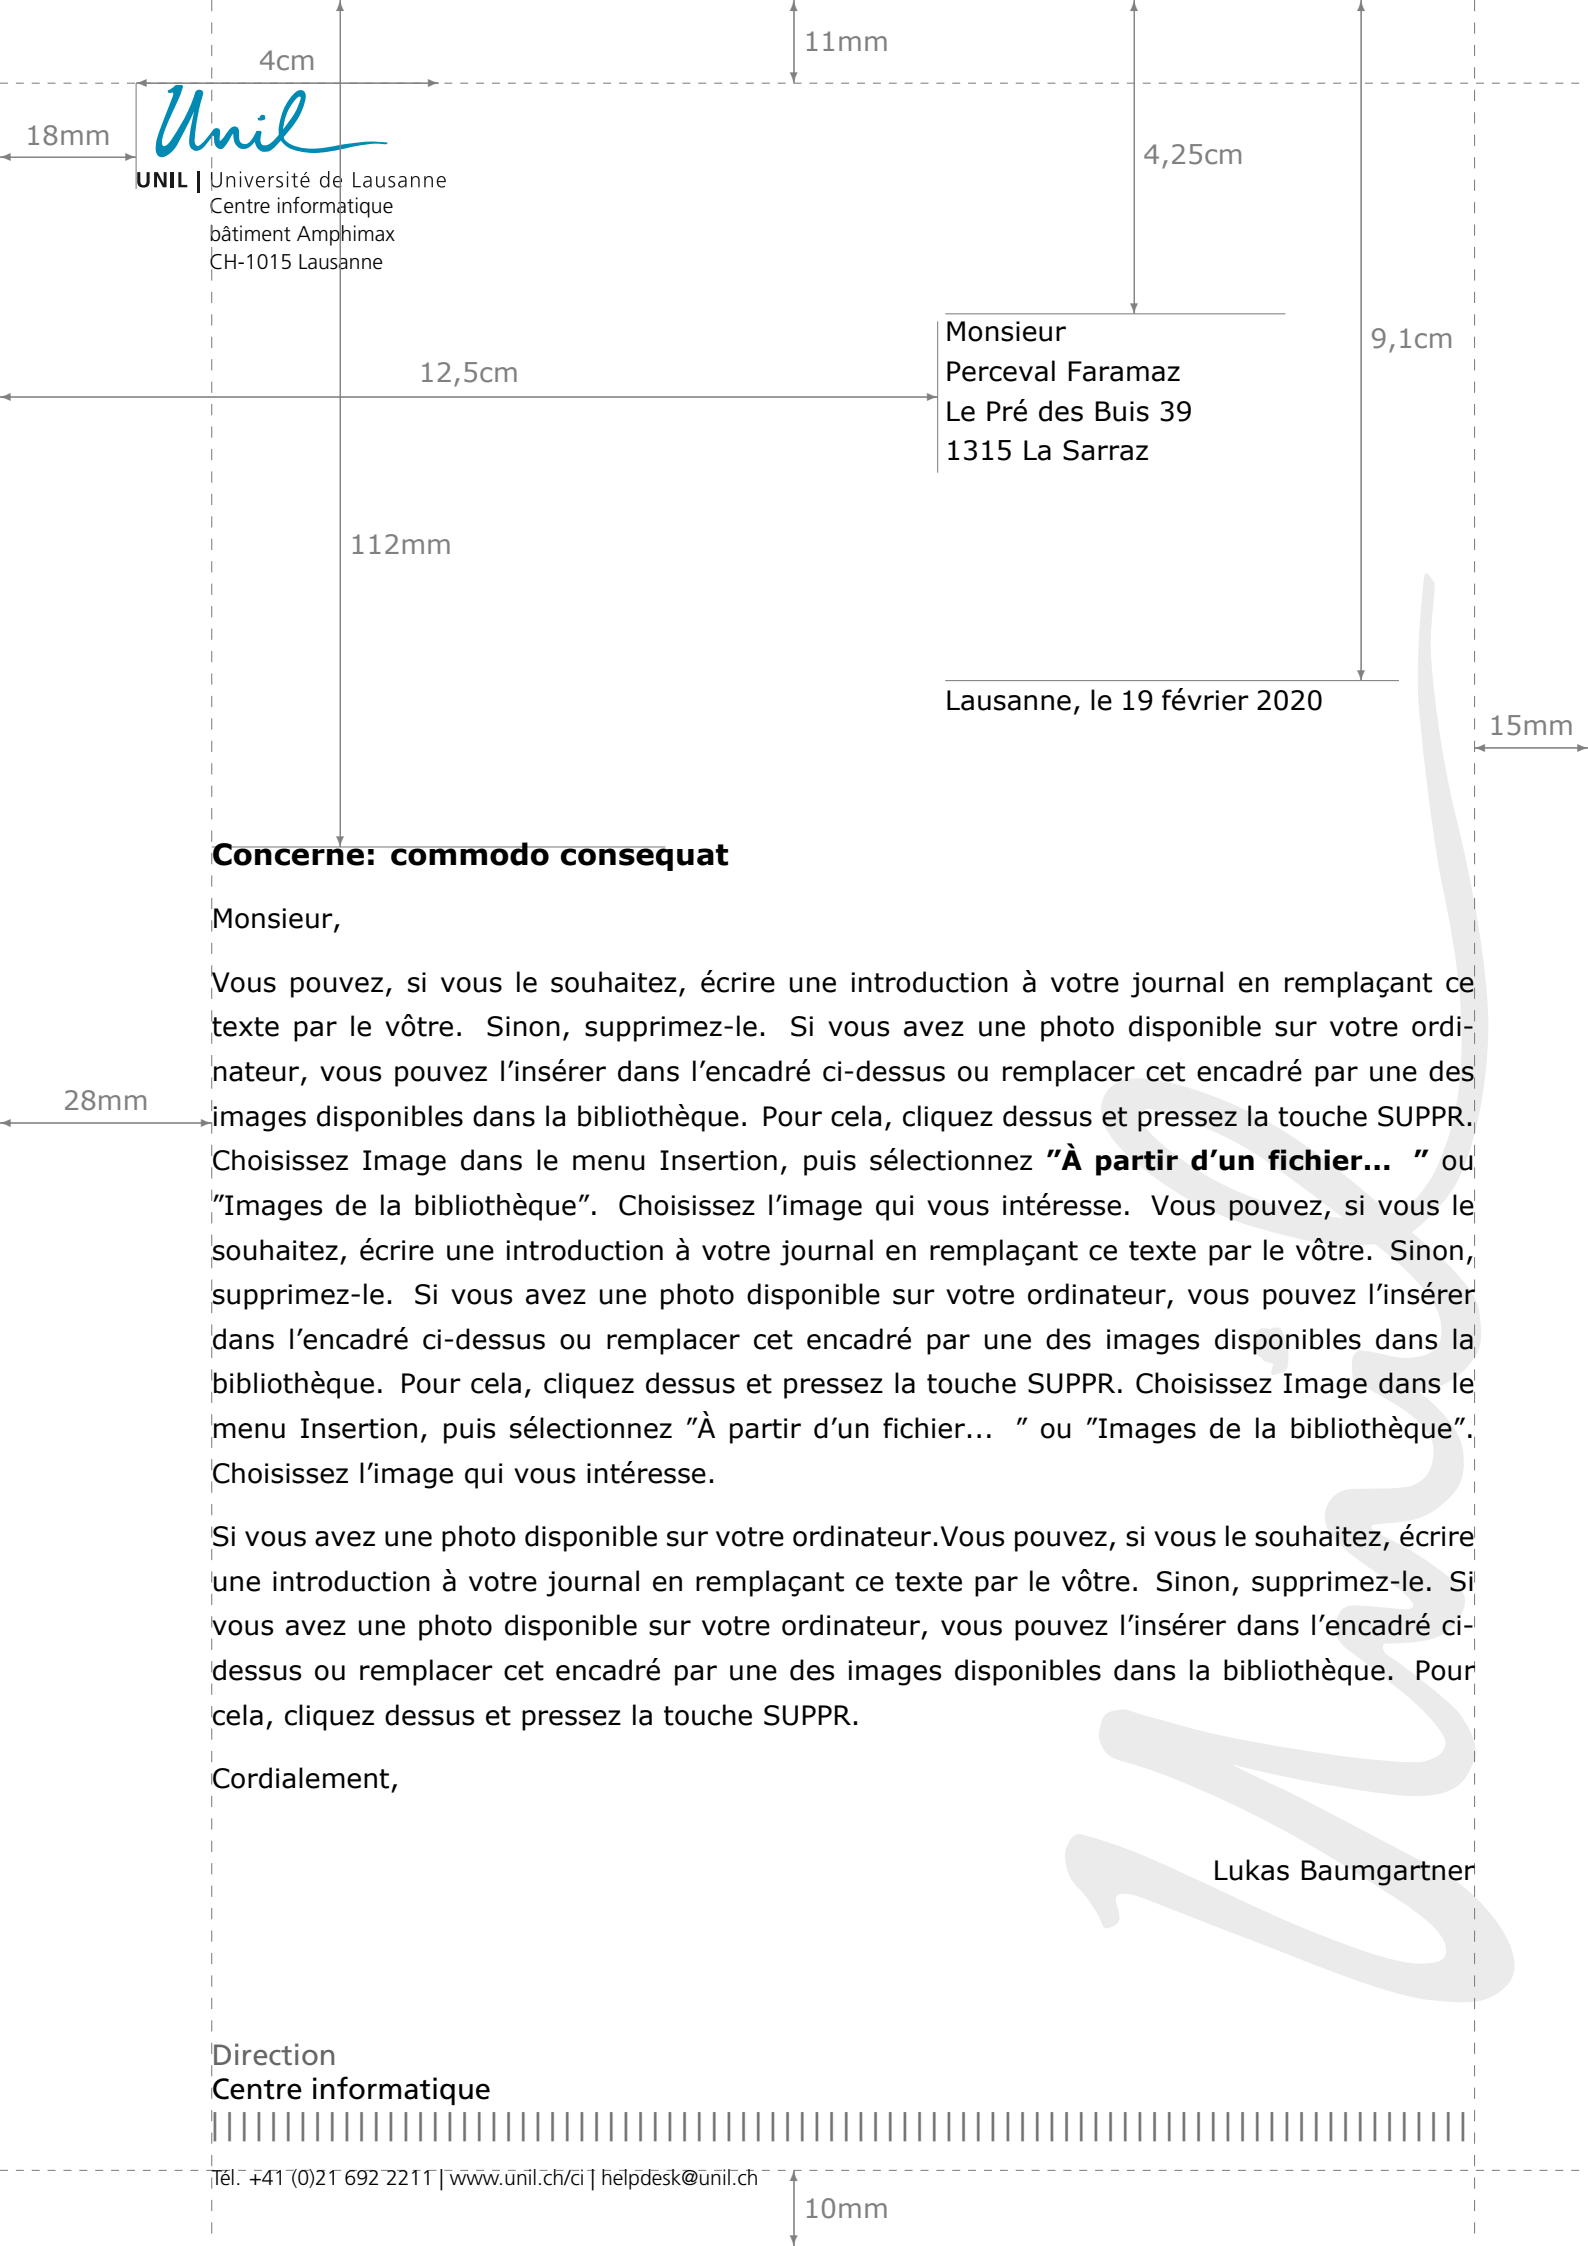 11mm
4cm
18mm
Unil
UNIL | Université de Lausanne
Centre informatique
bâtiment Amphimax
CH-1015 Lausanne
4,25cm
Monsieur
Perceval Faramaz
Le Pré des Buis 39
1315 La Sarraz
9,1cm
12,5cm
112mm
Lausanne, le 19 février 2020
15mm
Concerne: commodo consequat
Monsieur,
Vous pouvez, si vous le souhaitez, écrire une introduction à votre journal en remplaçant ce
texte par le vôtre. Sinon, supprimez-le. Si vous avez une photo disponible sur votre ordi-
nateur, vous pouvez l’insérer dans l’encadré ci-dessus ou remplacer cet encadré par une des
28mm
images disponibles dans la bibliothèque. Pour cela, cliquez dessus et pressez la touche SUPPR.
Choisissez Image dans le menu Insertion, puis sélectionnez ”À partir d’un fichier... ” ou
”Images de la bibliothèque”. Choisissez l’image qui vous intéresse. Vous pouvez, si vous le
souhaitez, écrire une introduction à votre journal en remplaçant ce texte par le vôtre. Sinon,
supprimez-le. Si vous avez une photo disponible sur votre ordinateur, vous pouvez l’insérer
dans l’encadré ci-dessus ou remplacer cet encadré par une des images disponibles dans la
bibliothèque. Pour cela, cliquez dessus et pressez la touche SUPPR. Choisissez Image dans le
menu Insertion, puis sélectionnez ”À partir d’un fichier... ” ou ”Images de la bibliothèque”.
Choisissez l’image qui vous intéresse.
Si vous avez une photo disponible sur votre ordinateur.Vous pouvez, si vous le souhaitez, écrire
une introduction à votre journal en remplaçant ce texte par le vôtre. Sinon, supprimez-le. Si
vous avez une photo disponible sur votre ordinateur, vous pouvez l’insérer dans l’encadré ci-
dessus ou remplacer cet encadré par une des images disponibles dans la bibliothèque. Pour
cela, cliquez dessus et pressez la touche SUPPR.
Cordialement,
Lukas Baumgartner
Unil
Direction
Centre informatique
Tél. +41 (0)21 692 2211 | www.unil.ch/ci | helpdesk@unil.ch
10mm